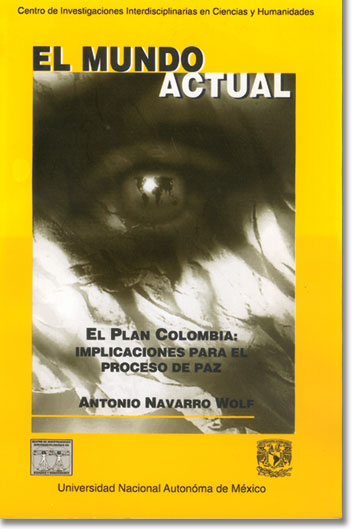 Centro de Investigaciones Interdisciplinarias en Ciencias y Humanidades
EL MUNDO
ACTUAL
EL PLAN COLOMBIA:
IMPLICACIONES PARA EL
PROCESO DE PAZ
ANTONIO NAVARRO WOLF
Universidad Nacional Autonóma de México